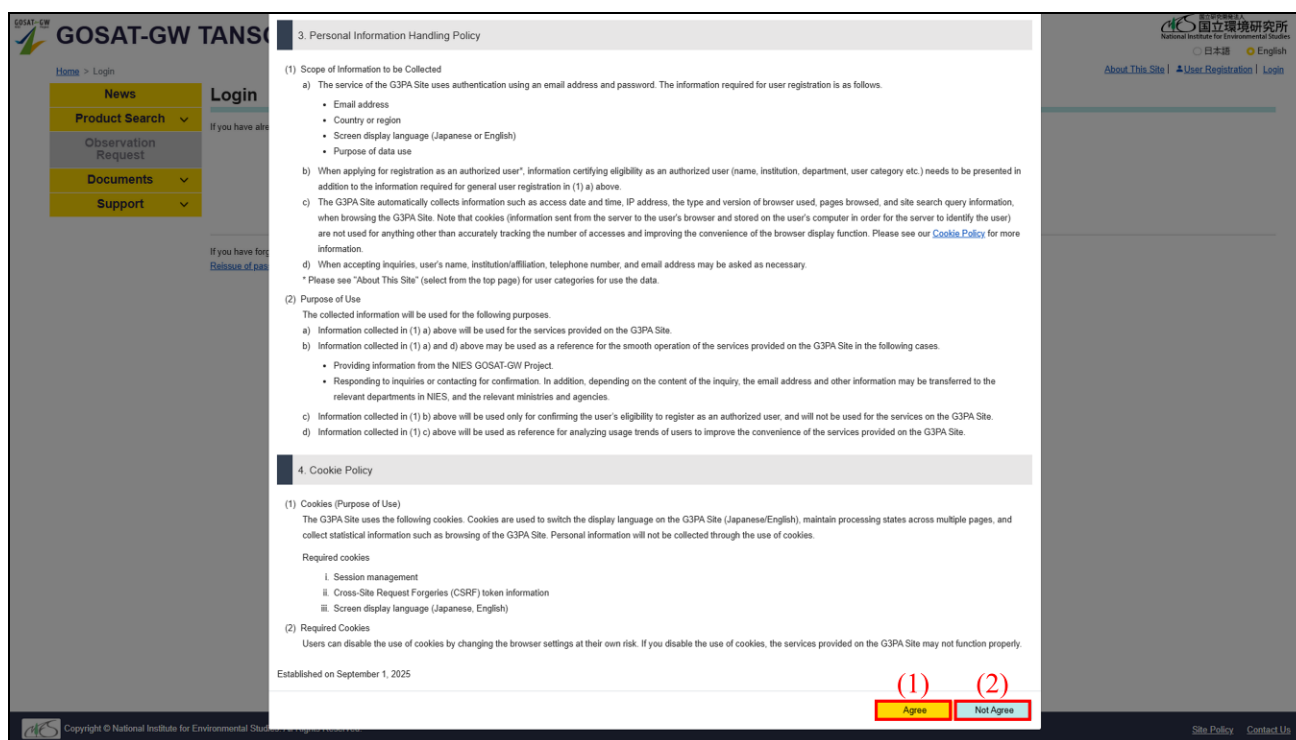 GOSAT-GW
GOSAT-GW TANSO
国立研究開発法人
国立環境研究所
National Institute for Environmental Studies
日本語 English
Home > Login
About This Site | User Registration | Login
News
Product Search
Observation
Request
Documents
Support
Login
If you have alre
If you have forg
Reissue of pas
3. Personal Information Handling Policy
(1) Scope of Information to be Collected
a) The service of the G3PA Site uses authentication using an email address and password. The information required for user registration is as follows.
• Email address
• Country or region
• Screen display language (Japanese or English)
• Purpose of data use
b) When applying for registration as an authorized user*, information certifying eligibility as an authorized user (name, institution, department, user category etc.) needs to be presented in
addition to the information required for general user registration in (1) a) above.
c) The G3PA Site automatically collects information such as access date and time, IP address, the type and version of browser used, pages browsed, and site search query information,
when browsing the G3PA Site. Note that cookies (information sent from the server to the user's browser and stored on the user's computer in order for the server to identify the user)
are not used for anything other than accurately tracking the number of accesses and improving the convenience of the browser display function. Please see our Cookie Policy for more
information.
d) When accepting inquiries, user's name, institution/affiliation, telephone number, and email address may be asked as necessary.
* Please see "About This Site" (select from the top page) for user categories for use the data.
(2) Purpose of Use
The collected information will be used for the following purposes.
a) Information collected in (1) a) above will be used for the services provided on the G3PA Site.
b) Information collected in (1) a) and d) above may be used as a reference for the smooth operation of the services provided on the G3PA Site in the following cases.
• Providing information from the NIES GOSAT-GW Project.
• Responding to inquiries or contacting for confirmation. In addition, depending on the content of the inquiry, the email address and other information may be transferred to the
relevant departments in NIES, and the relevant ministries and agencies.
c) Information collected in (1) b) above will be used only for confirming the user's eligibility to register as an authorized user, and will not be used for the services on the G3PA Site.
d) Information collected in (1) c) above will be used as reference for analyzing usage trends of users to improve the convenience of the services provided on the G3PA Site.
4. Cookie Policy
(1) Cookies (Purpose of Use)
The G3PA Site uses the following cookies. Cookies are used to switch the display language on the G3PA Site (Japanese/English), maintain processing states across multiple pages, and
collect statistical information such as browsing of the G3PA Site. Personal information will not be collected through the use of cookies.
Required cookies
i. Session management
ii. Cross-Site Request Forgeries (CSRF) token information
iii. Screen display language (Japanese, English)
(2) Required Cookies
Users can disable the use of cookies by changing the browser settings at their own risk. If you disable the use of cookies, the services provided on the G3PA Site may not function properly.
Established on September 1, 2025
(1) (2)
Agree Not Agree
Copyright © National Institute for Environmental Studies. All Rights Reserved.
Site Policy Contact Us